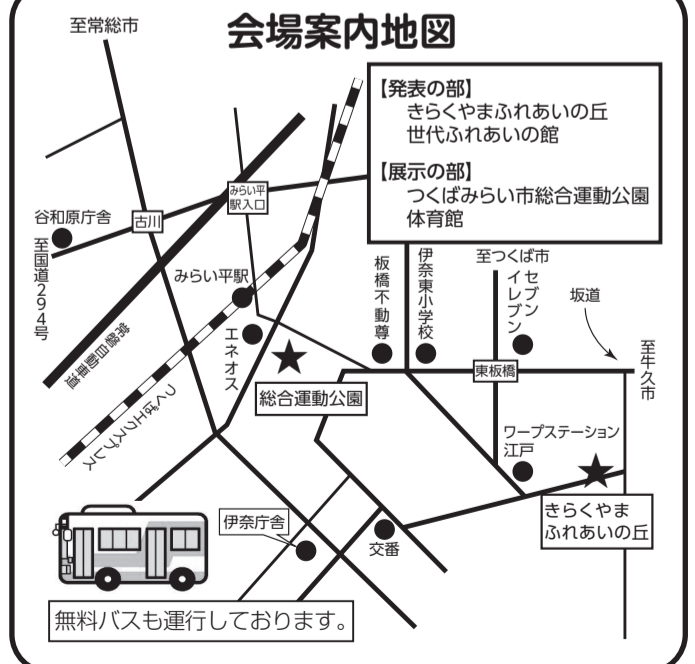 会場案内地図
至常総市
【発表の部】
きらくやまふれあいの丘
世代ふれあいの館
【展示の部】
つくばみらい市総合運動公園
体育館
みらい平
駅入口
谷和原庁舎
古川
至国道294号
みらい平駅
常磐自動車道
つくばエクスプレス
エネオス
総合運動公園
板橋不動尊
伊奈東小学校
至つくば市
セブン
イレブン
坂道
至牛久市
東板橋
ワープステーション
江戸
きらくやま
ふれあいの丘
伊奈庁舎
交番
無料バスも運行しております。